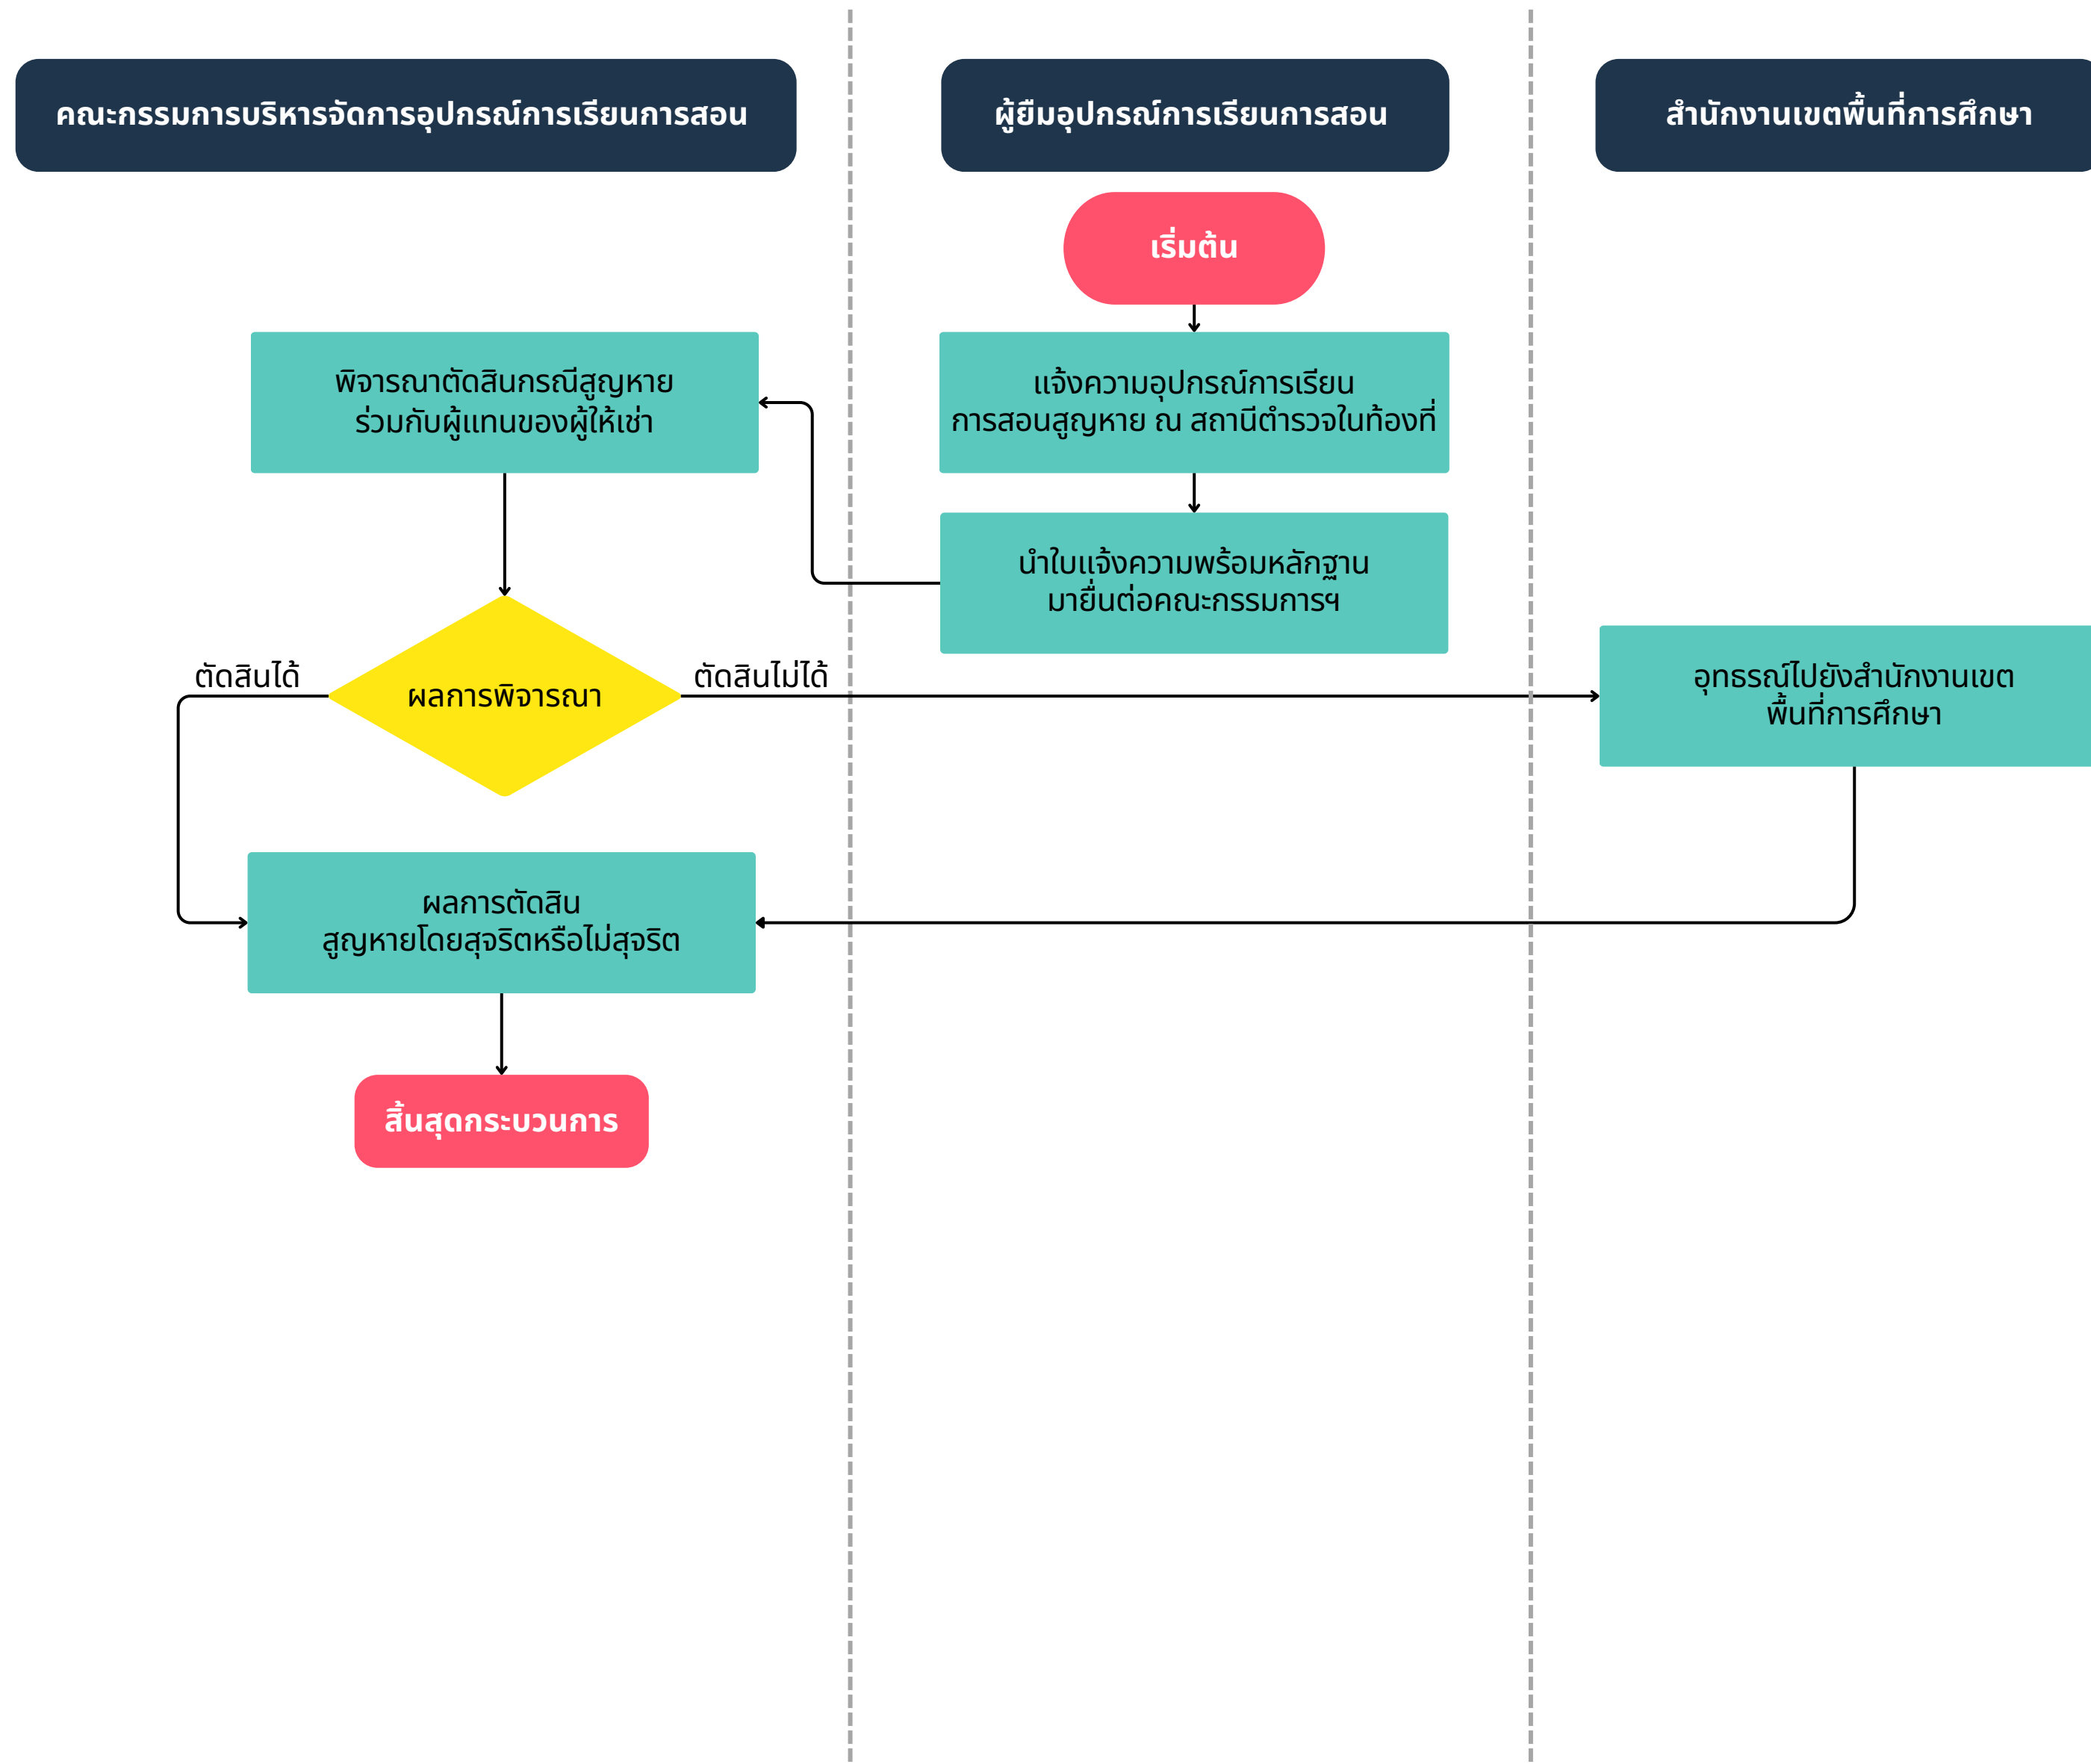 คณะกรรมการบริหารจัดการอุปกรณ์การเรียนการสอน
ผู้ยืมอุปกรณ์การเรียนการสอน
สำนักงานเขตพื้นที่การศึกษา
เริ่มต้น
พิจารณาตัดสินกรณีสูญหาย
ร่วมกับผู้แทนของผู้ให้เช่า
แจ้งความอุปกรณ์การเรียน
การสอนสูญหาย ณ สถานีตำรวจในท้องที่
นำใบแจ้งความพร้อมหลักฐาน
มายื่นต่อคณะกรรมการฯ
ตัดสินได้
ผลการพิจารณา
ตัดสินไม่ได้
อุทธรณ์ไปยังสำนักงานเขต
พื้นที่การศึกษา
ผลการตัดสิน
สูญหายโดยสุจริตหรือไม่สุจริต
สิ้นสุดกระบวนการ